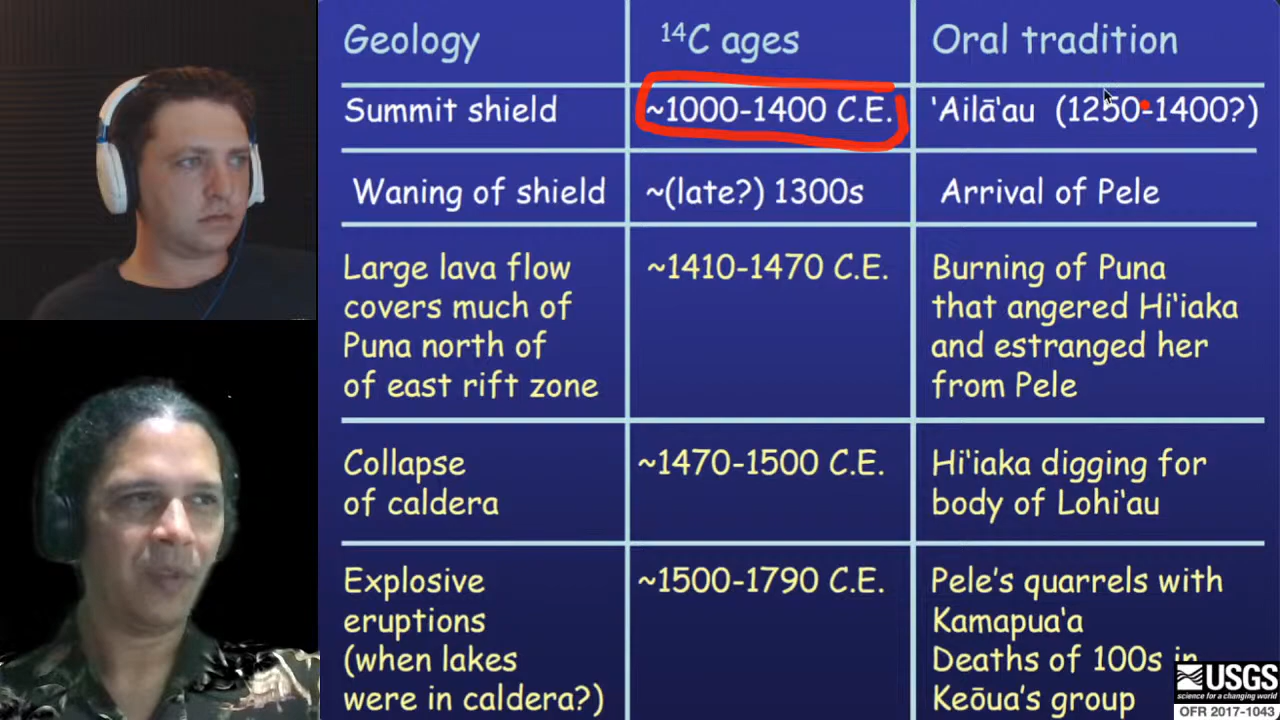 Geology
¹⁴C ages
Oral tradition
Summit shield
~1000-1400 C.E.
ʻAilāʻau (1250-1400?)
Waning of shield
~(late?) 1300s
Arrival of Pele
Large lava flow
covers much of
Puna north of
of east rift zone
~1410-1470 C.E.
Burning of Puna
that angered Hiʻiaka
and estranged her
from Pele
Collapse
of caldera
~1470-1500 C.E.
Hiʻiaka digging for
body of Lohiʻau
Explosive
eruptions
(when lakes
were in caldera?)
~1500-1790 C.E.
Pele's quarrels with
Kamapuaʻa
Deaths of 100s in
Keōua's group
USGS
science for a changing world
OFR 2017-1043